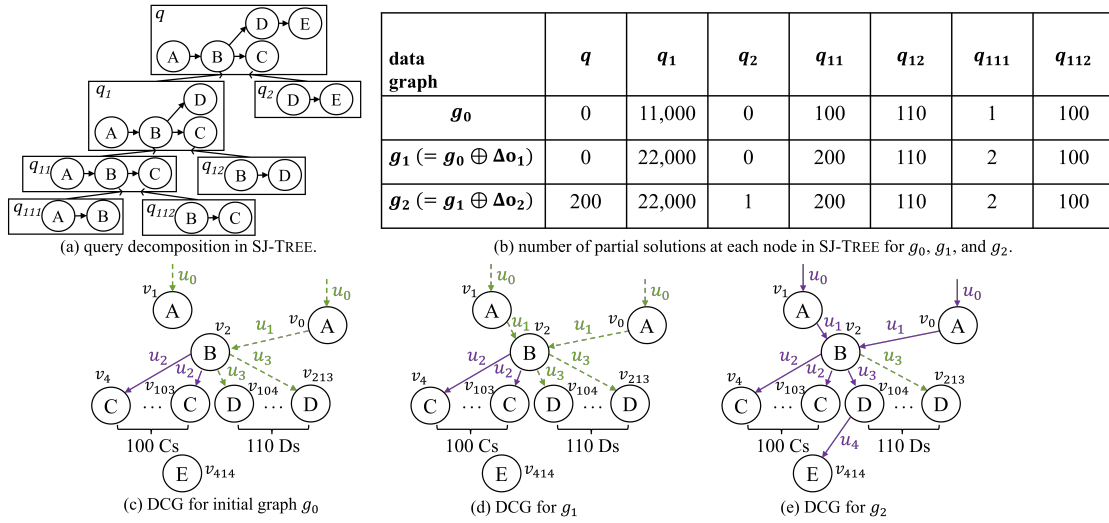 q
D E
A B C
q₁
D
A B C
q₂ D E
q₁₁ A B C
q₁₂ B D
q₁₁₁ A B
q₁₁₂ B C
(a) query decomposition in SJ-TREE.
data graph q q₁ q₂ q₁₁ q₁₂ q₁₁₁ q₁₁₂
g₀ 0 11,000 0 100 110 1 100
g₁ (= g₀ ⊕ Δo₁) 0 22,000 0 200 110 2 100
g₂ (= g₁ ⊕ Δo₂) 200 22,000 1 200 110 2 100
(b) number of partial solutions at each node in SJ-TREE for g₀, g₁, and g₂.
u₀
v₁ A
u₀
v₀ A
u₁
v₂
B
u₂ u₂ u₃ u₃
v₄ v₁₀₃ v₁₀₄ v₂₁₃
C … C D … D
100 Cs 110 Ds
E v₄₁₄
(c) DCG for initial graph g₀
u₀
v₁ A
u₀
v₀ A
u₁ u₁
v₂
B
u₂ u₂ u₃ u₃
v₄ v₁₀₃ v₁₀₄ v₂₁₃
C … C D … D
100 Cs 110 Ds
E v₄₁₄
(d) DCG for g₁
u₀
v₁ A
u₀
v₀ A
u₁ u₁
v₂
B
u₂ u₂ u₃ u₃
v₄ v₁₀₃ v₁₀₄ v₂₁₃
C … C D … D
100 Cs 110 Ds
u₄
E v₄₁₄
(e) DCG for g₂